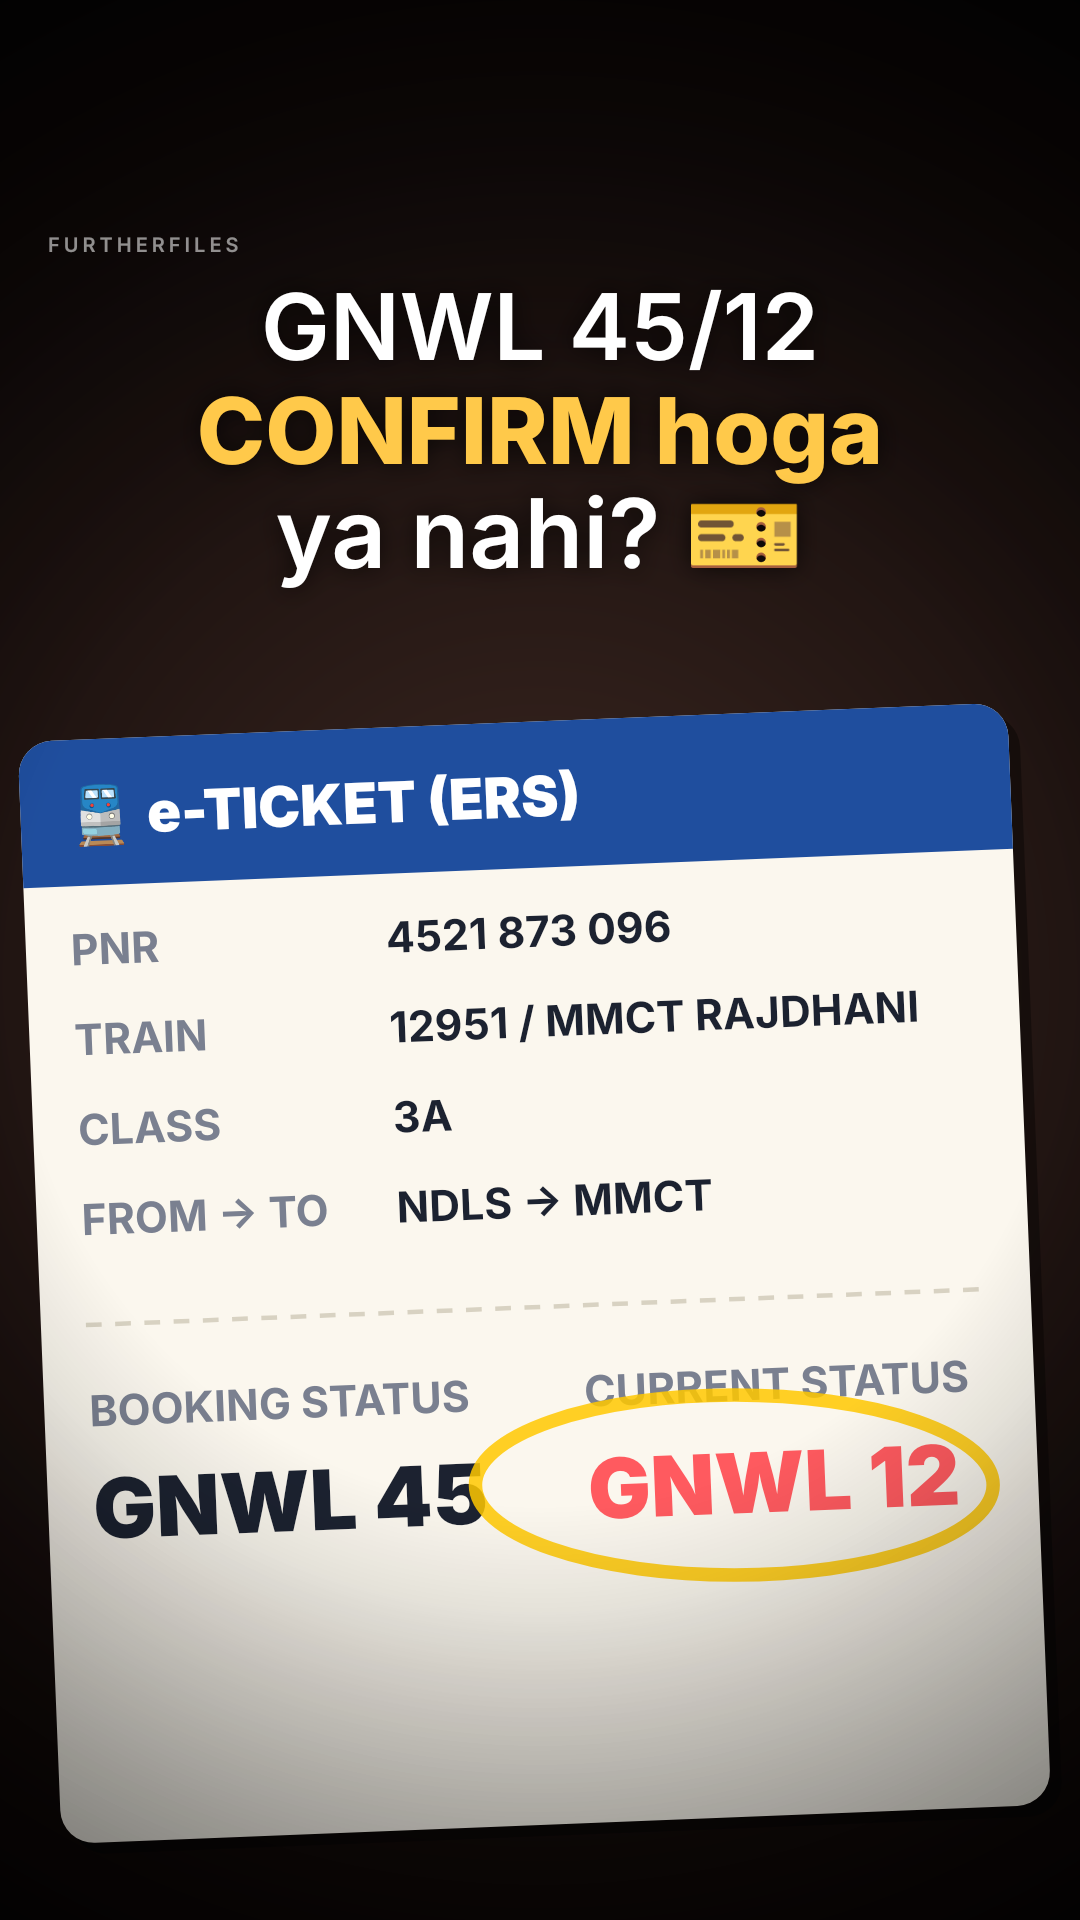 FURTHERFILES
GNWL 45/12
CONFIRM hoga
ya nahi?
e-TICKET (ERS)
PNR 4521 873 096
TRAIN 12951 / MMCT RAJDHANI
CLASS 3A
FROM → TO NDLS → MMCT
BOOKING STATUS CURRENT STATUS
GNWL 45 GNWL 12